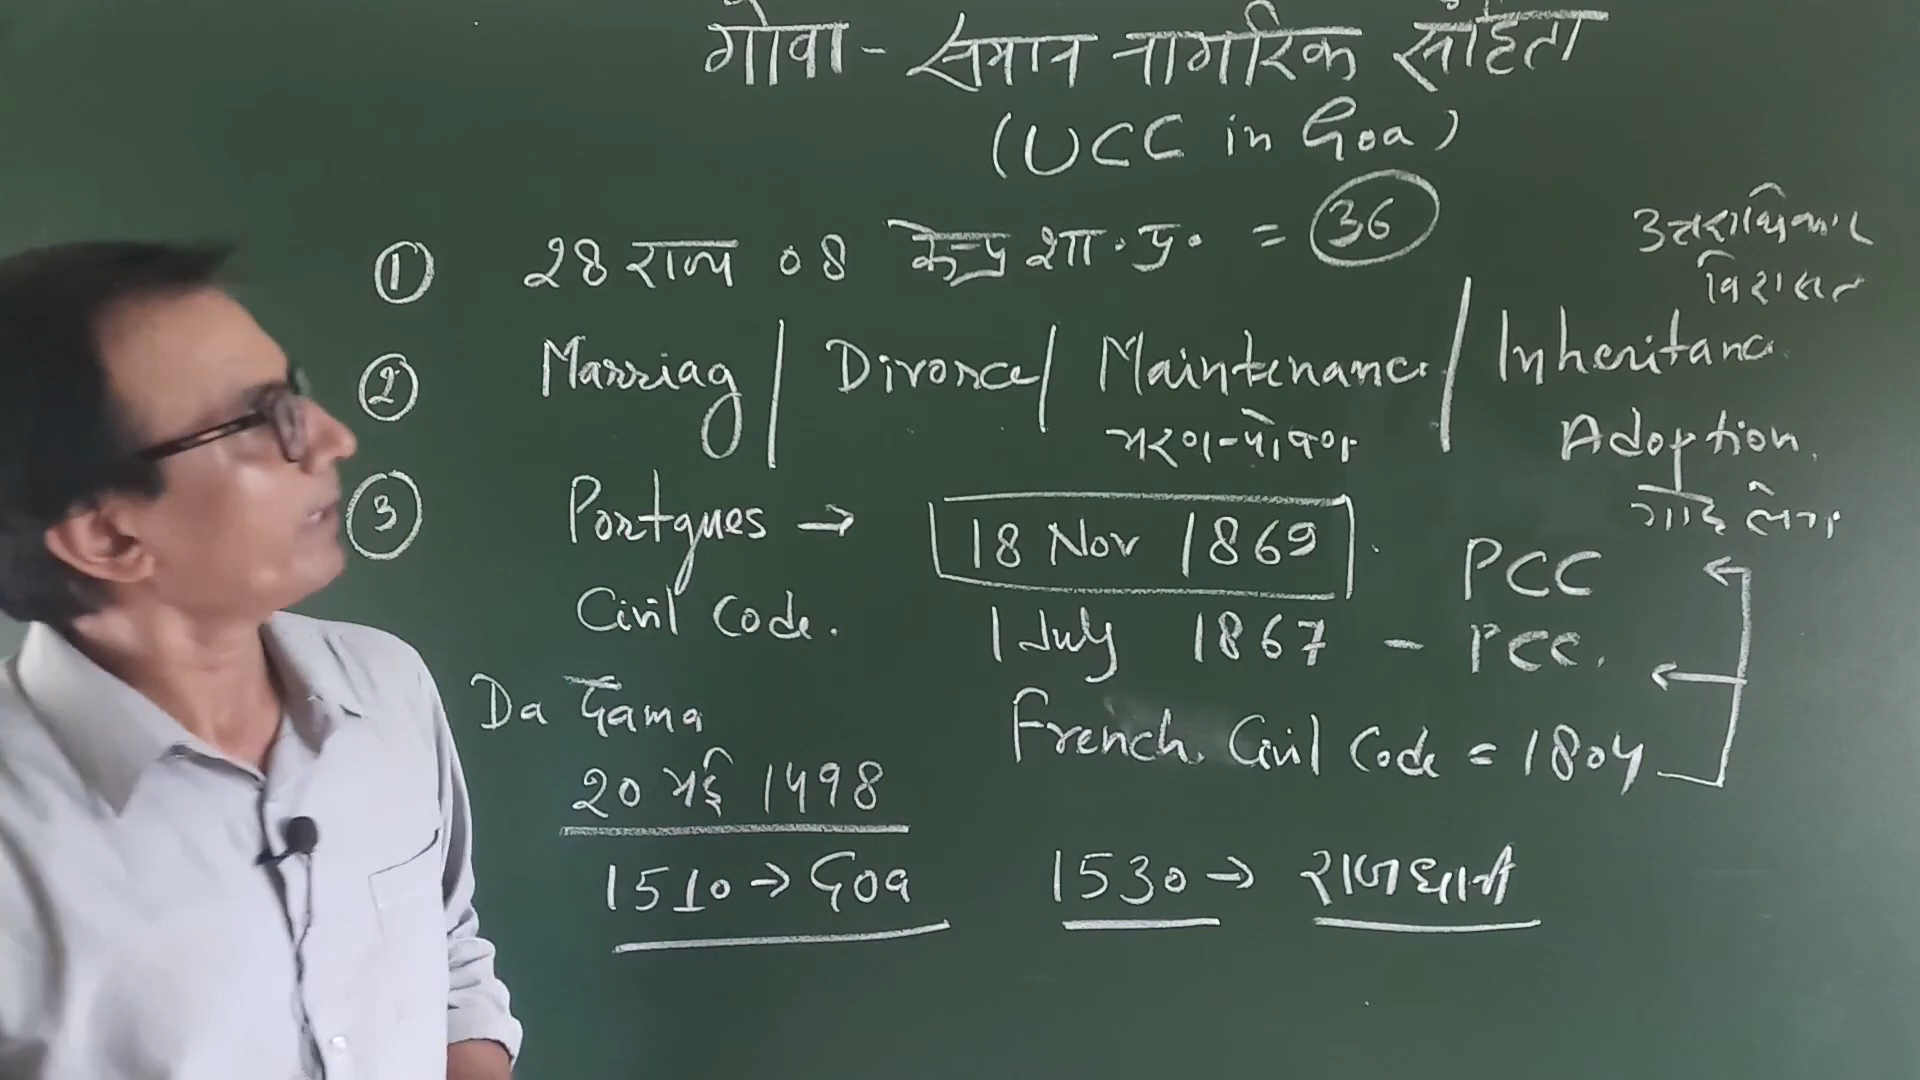 गोवा - समान नागरिक संहिता
(UCC in Goa)
① 28 राज्य 08 केन्द्र शा. प्र. = 36
उत्तराधिकार
विरासत
② Marriag / Divorce / Maintenance / Inheritanc
भरण-पोषण
Adoption.
गोद लेना
③ Portgues → 18 Nov 1869 . PCC
Civil Code. 1 July 1867 - PCC.
Da Gama French Civil Code = 1804
20 मई 1498
1510 → Goa 1530 → राजधानी